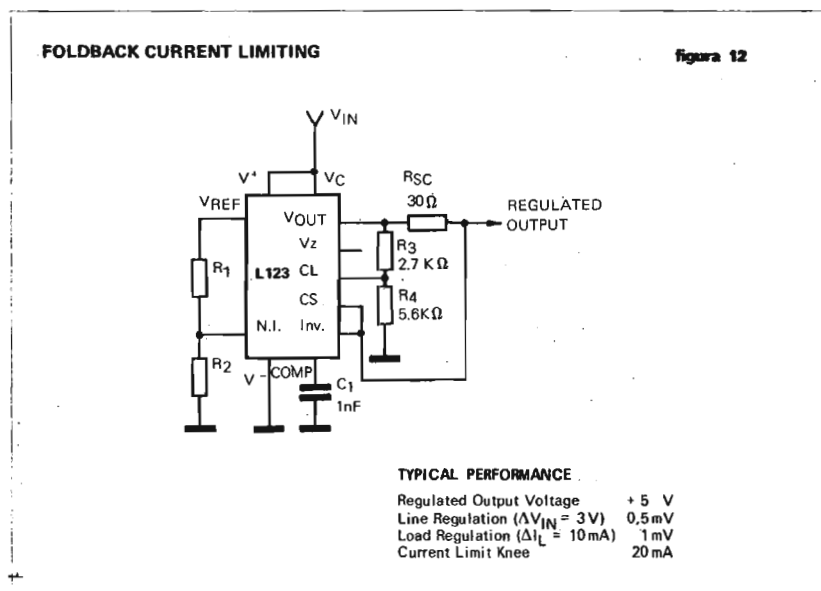 FOLDBACK CURRENT LIMITING
figura 12
VIN
V+
VC
RSC
30Ω
VREF
REGULATED
OUTPUT
VOUT
Vz
R3
2.7 KΩ
R1
L123
CL
R4
5.6KΩ
CS
N.I.
Inv.
R2
V -
COMP
C1
1nF
TYPICAL PERFORMANCE
Regulated Output Voltage + 5 V
Line Regulation (ΔVIN = 3V) 0,5mV
Load Regulation (ΔIL = 10mA) 1mV
Current Limit Knee 20mA